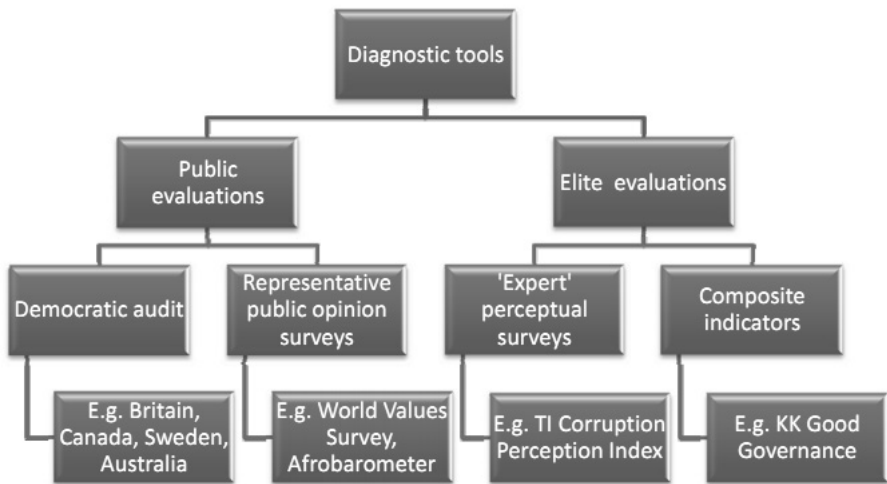 Diagnostic tools
Public
evaluations
Elite evaluations
Democratic audit
Representative
public opinion
surveys
'Expert'
perceptual
surveys
Composite
indicators
E.g. Britain,
Canada, Sweden,
Australia
E.g. World Values
Survey,
Afrobarometer
E.g. TI Corruption
Perception Index
E.g. KK Good
Governance